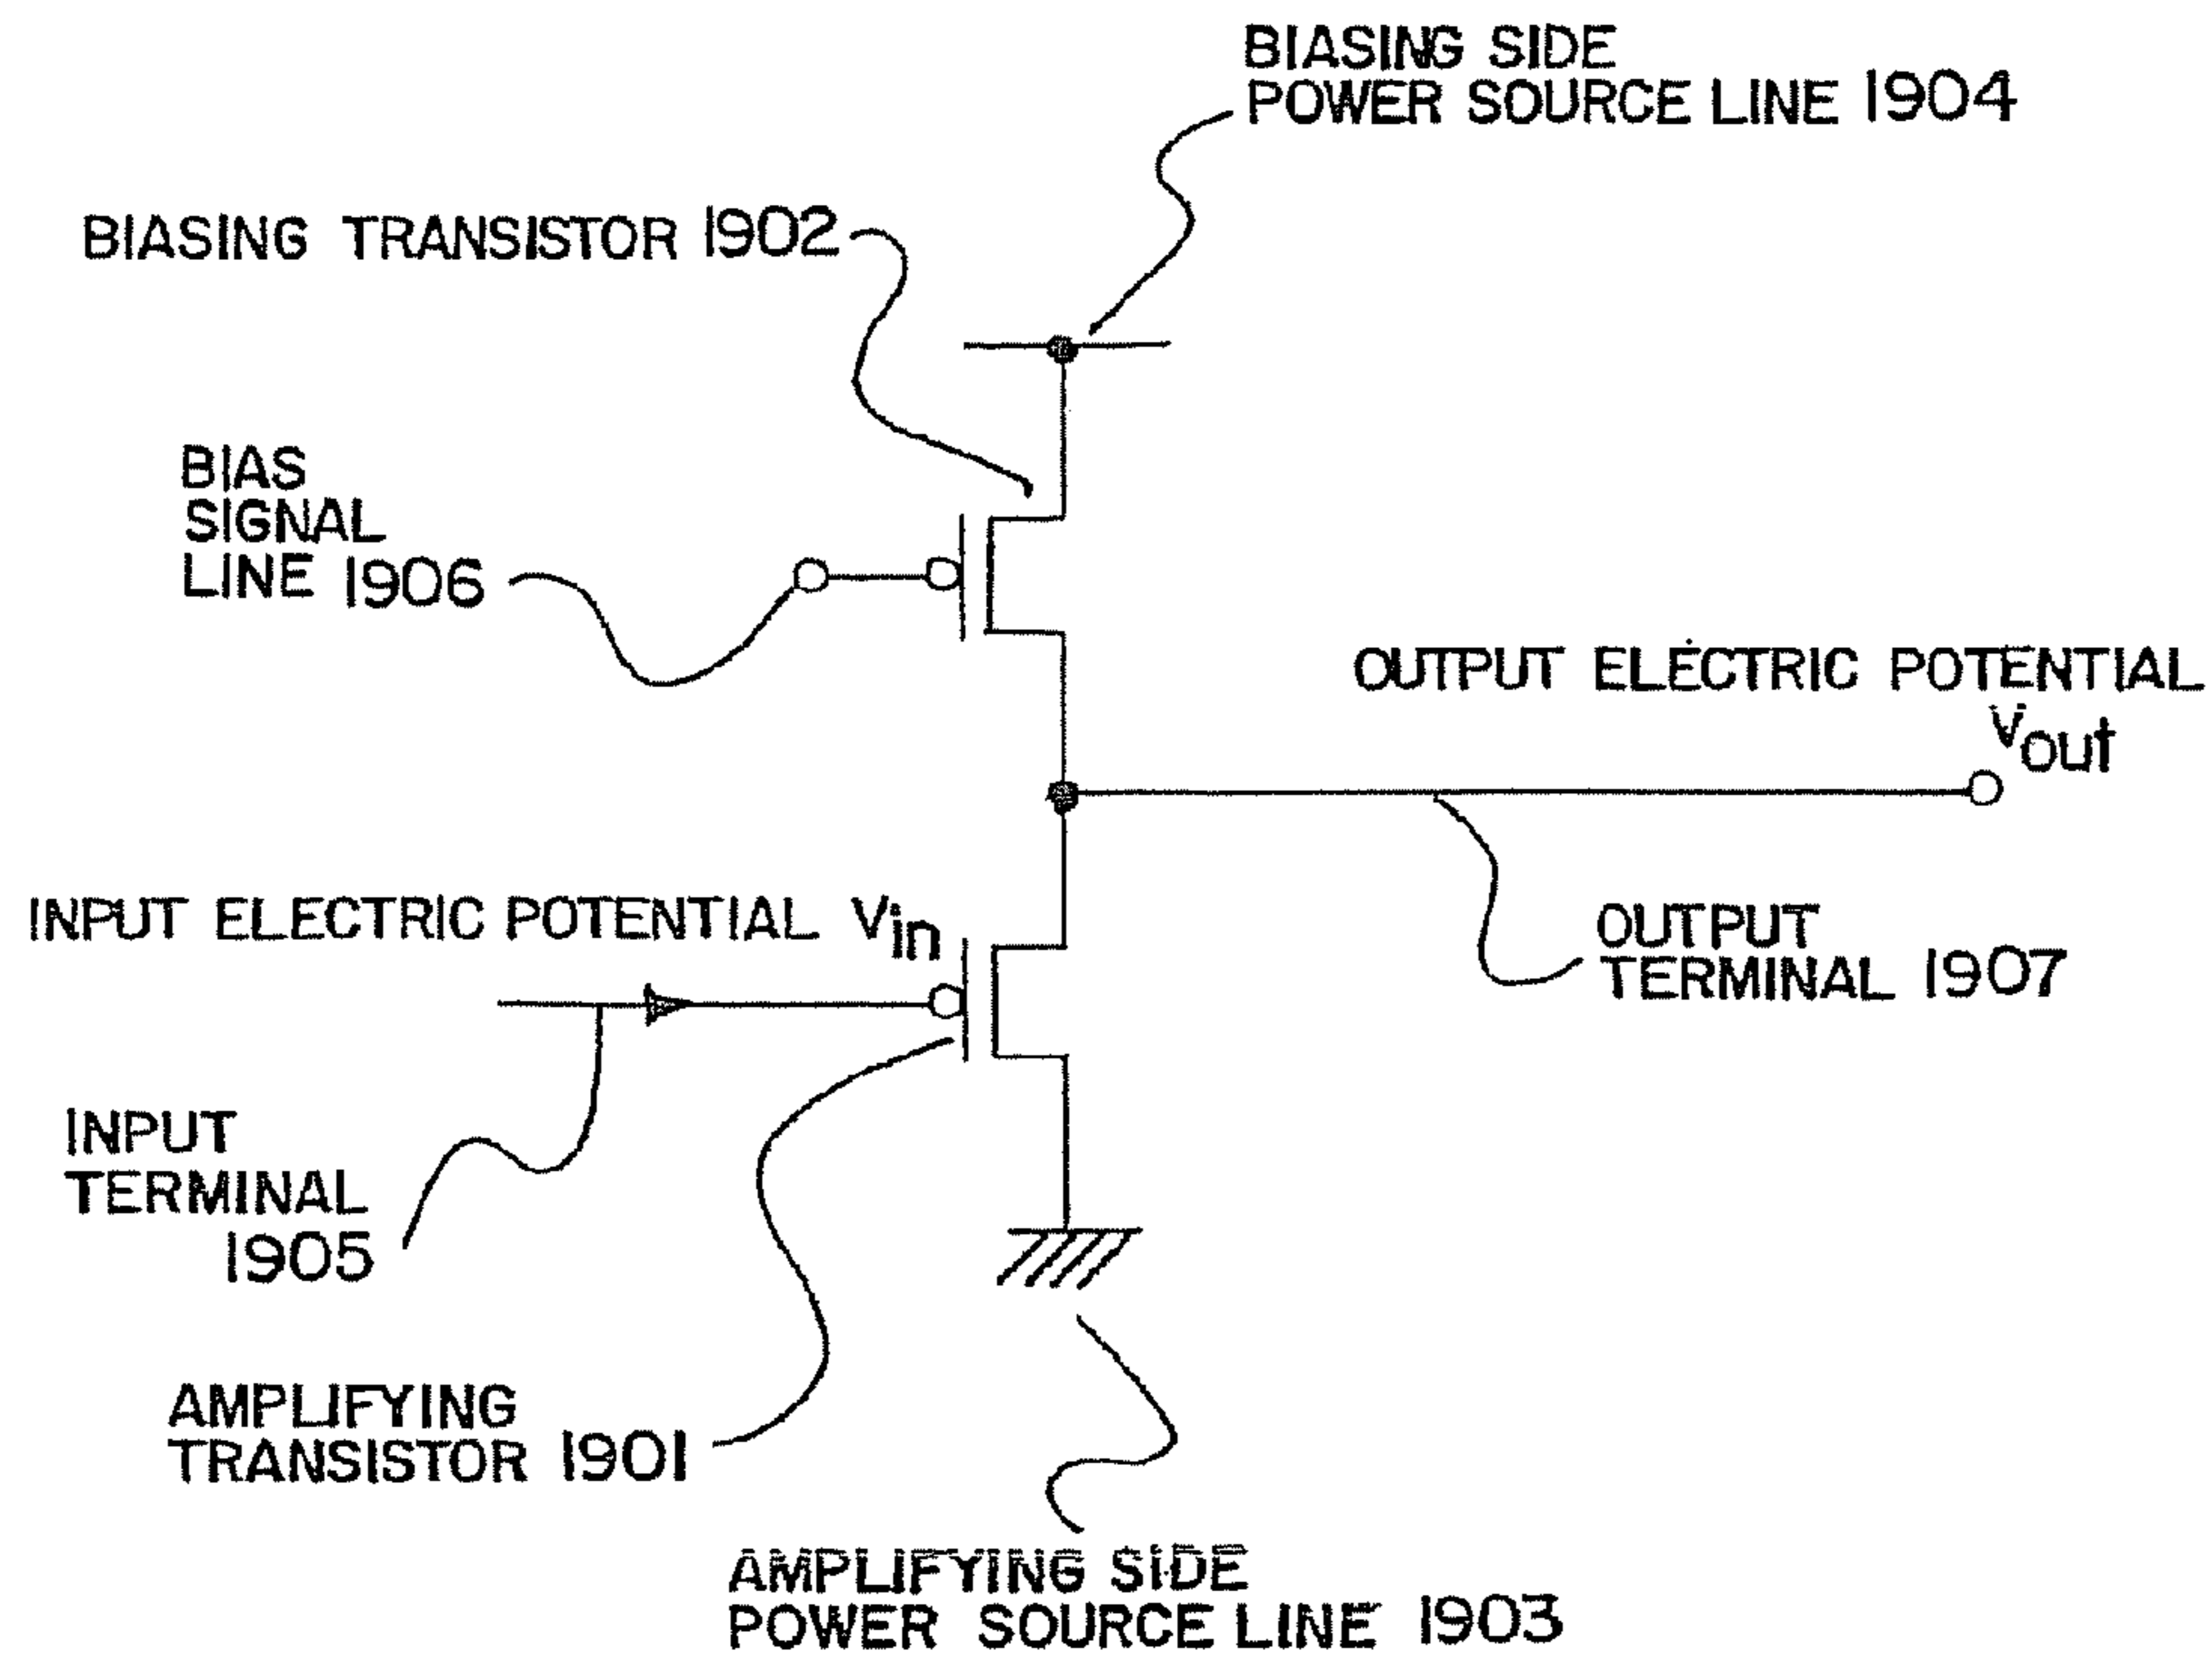 BIASING SIDE
POWER SOURCE LINE 1904
BIASING TRANSISTOR 1902
BIAS
SIGNAL
LINE 1906
OUTPUT ELECTRIC POTENTIAL
Vout
INPUT ELECTRIC POTENTIAL Vin
OUTPUT
TERMINAL 1907
INPUT
TERMINAL
1905
AMPLIFYING
TRANSISTOR 1901
AMPLIFYING SIDE
POWER SOURCE LINE 1903